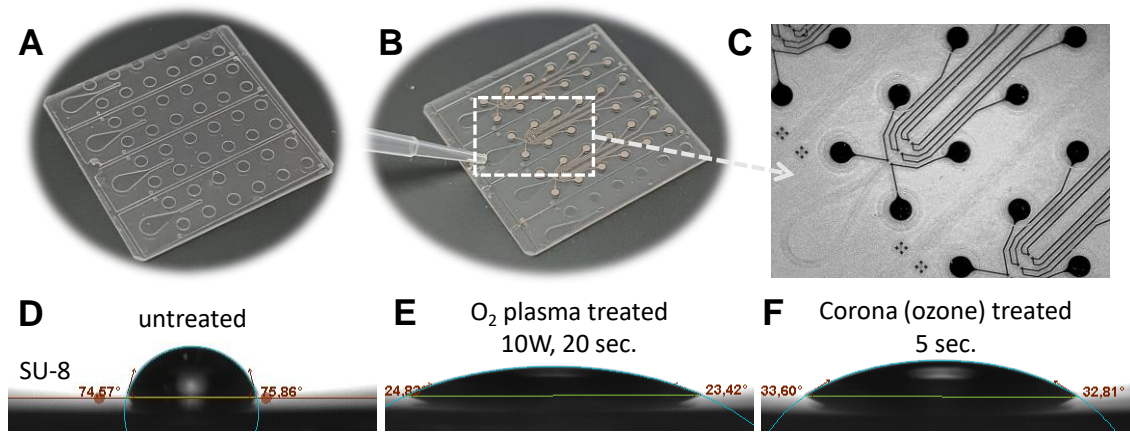 A
B
C
D
untreated
SU-8
74,57°
75,86°
E
O₂ plasma treated
10W, 20 sec.
24,82°
23,42°
F
Corona (ozone) treated
5 sec.
33,60°
32,81°